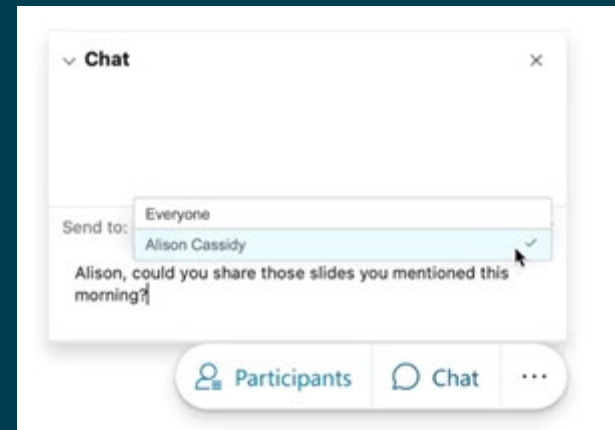 Chat
Everyone
Send to:
Alison Cassidy
Alison, could you share those slides you mentioned this
morning?
Participants
Chat